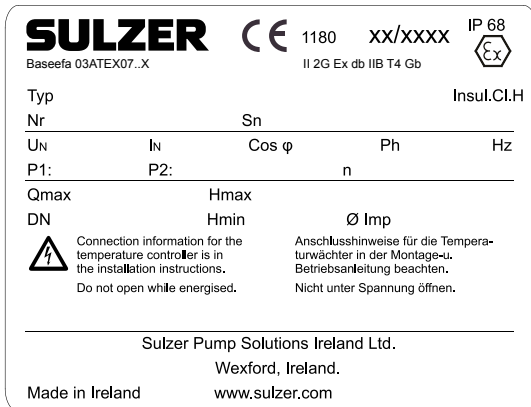 SULZER CE 1180 xx/xxxx IP 68
Baseefa 03ATEX07..X II 2G Ex db IIB T4 Gb Ex
Typ Insul.Cl.H
Nr Sn
UN IN Cos φ Ph Hz
P1: P2: n
Qmax Hmax
DN Hmin Ø Imp
Connection information for the
temperature controller is in
the installation instructions.
Do not open while energised.
Anschlusshinweise für die Tempera-
turwächter in der Montage-u.
Betriebsanleitung beachten.
Nicht unter Spannung öffnen.
Sulzer Pump Solutions Ireland Ltd.
Wexford, Ireland.
Made in Ireland www.sulzer.com